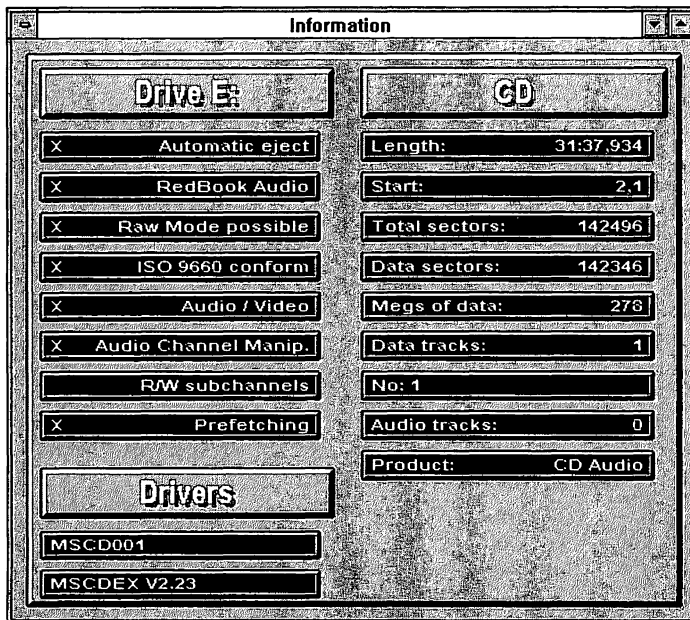 Information
Drive E:
X Automatic eject
X RedBook Audio
X Raw Mode possible
X ISO 9660 conform
X Audio / Video
X Audio Channel Manip.
R/W subchannels
X Prefetching
Drivers
MSCD001
MSCDEX V2.23
CD
Length: 31:37,934
Start: 2,1
Total sectors: 142496
Data sectors: 142346
Megs of data: 278
Data tracks: 1
No: 1
Audio tracks: 0
Product: CD Audio